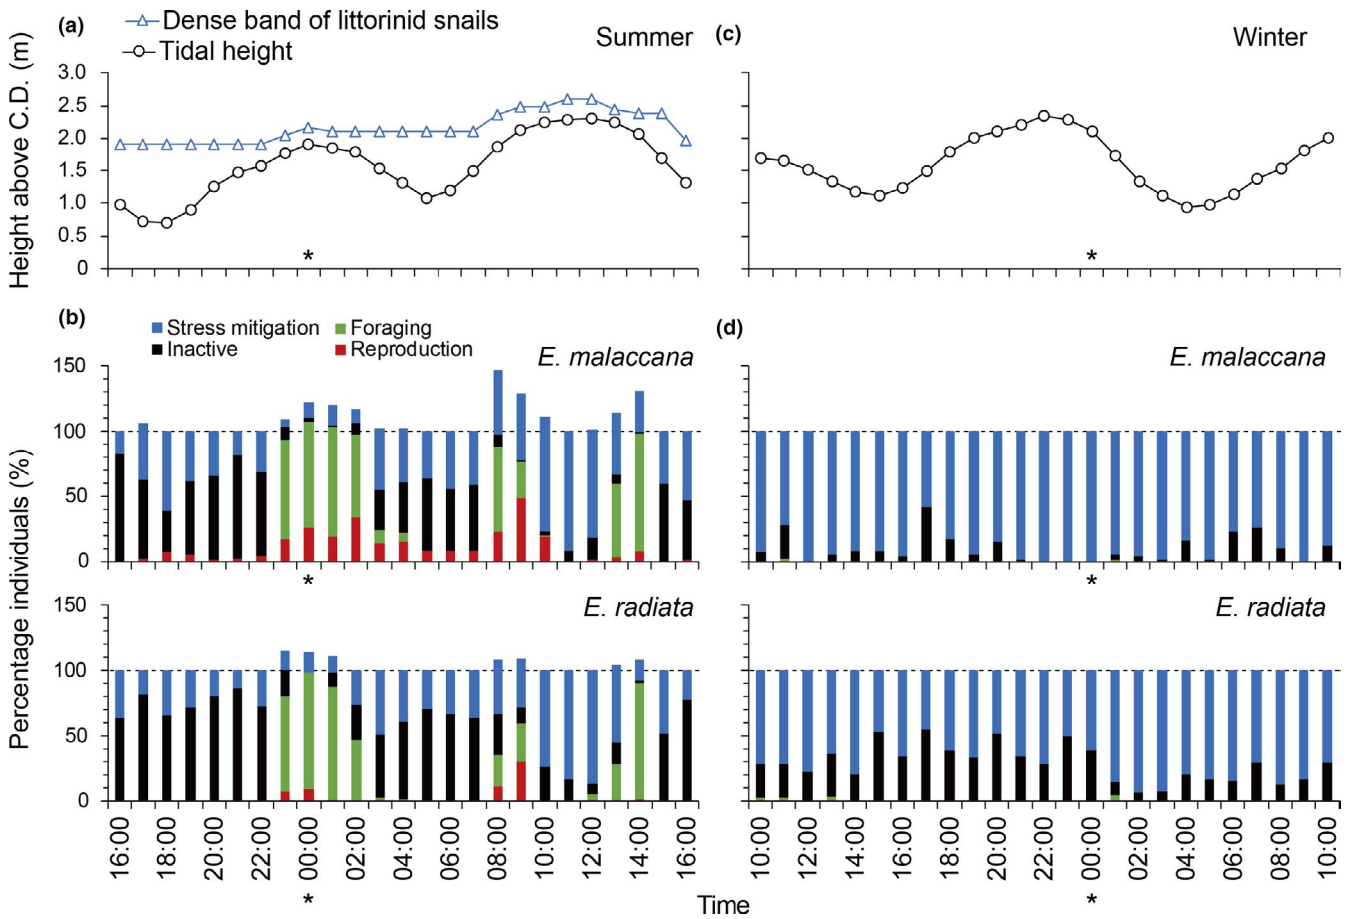 (a)
Dense band of littorinid snails
Tidal height
Summer
(c)
Winter
Height above C.D. (m)
3.0
2.5
2.0
1.5
1.0
0.5
0
*
*
(b)
Stress mitigation
Foraging
Inactive
Reproduction
(d)
E. malaccana
E. malaccana
Percentage individuals (%)
150
100
50
0
*
*
E. radiata
E. radiata
150
100
50
0
16:00 18:00 20:00 22:00 00:00 02:00 04:00 06:00 08:00 10:00 12:00 14:00 16:00
10:00 12:00 14:00 16:00 18:00 20:00 22:00 00:00 02:00 04:00 06:00 08:00 10:00
*
Time
*